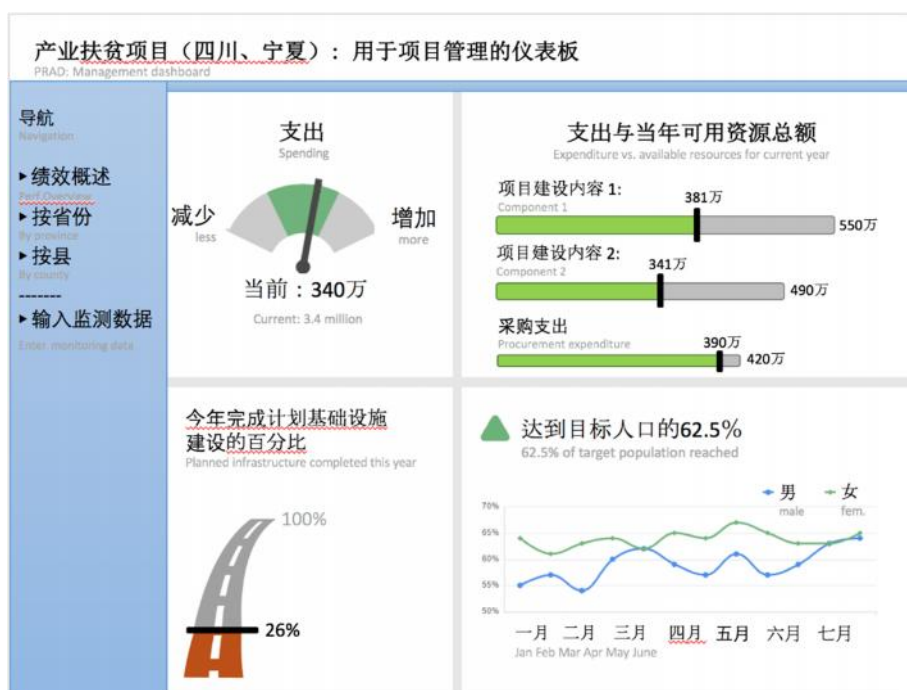 产业扶贫项目（四川、宁夏）：用于项目管理的仪表板
PRAD: Management dashboard
导航
Navigation
绩效概述
Perf.Overview
按省份
By province
按县
By county
-------
输入监测数据
Enter monitoring data
支出
Spending
减少
less
增加
more
当前：340万
Current: 3.4 million
支出与当年可用资源总额
Expenditure vs. available resources for current year
项目建设内容 1:
Component 1
381万
550万
项目建设内容 2:
Component 2
341万
490万
采购支出
Procurement expenditure
390万
420万
今年完成计划基础设施
建设的百分比
Planned infrastructure completed this year
100%
26%
达到目标人口的62.5%
62.5% of target population reached
男
male
女
fem.
70%
65%
60%
55%
50%
一月 二月 三月 四月 五月 六月 七月
Jan Feb Mar Apr May June